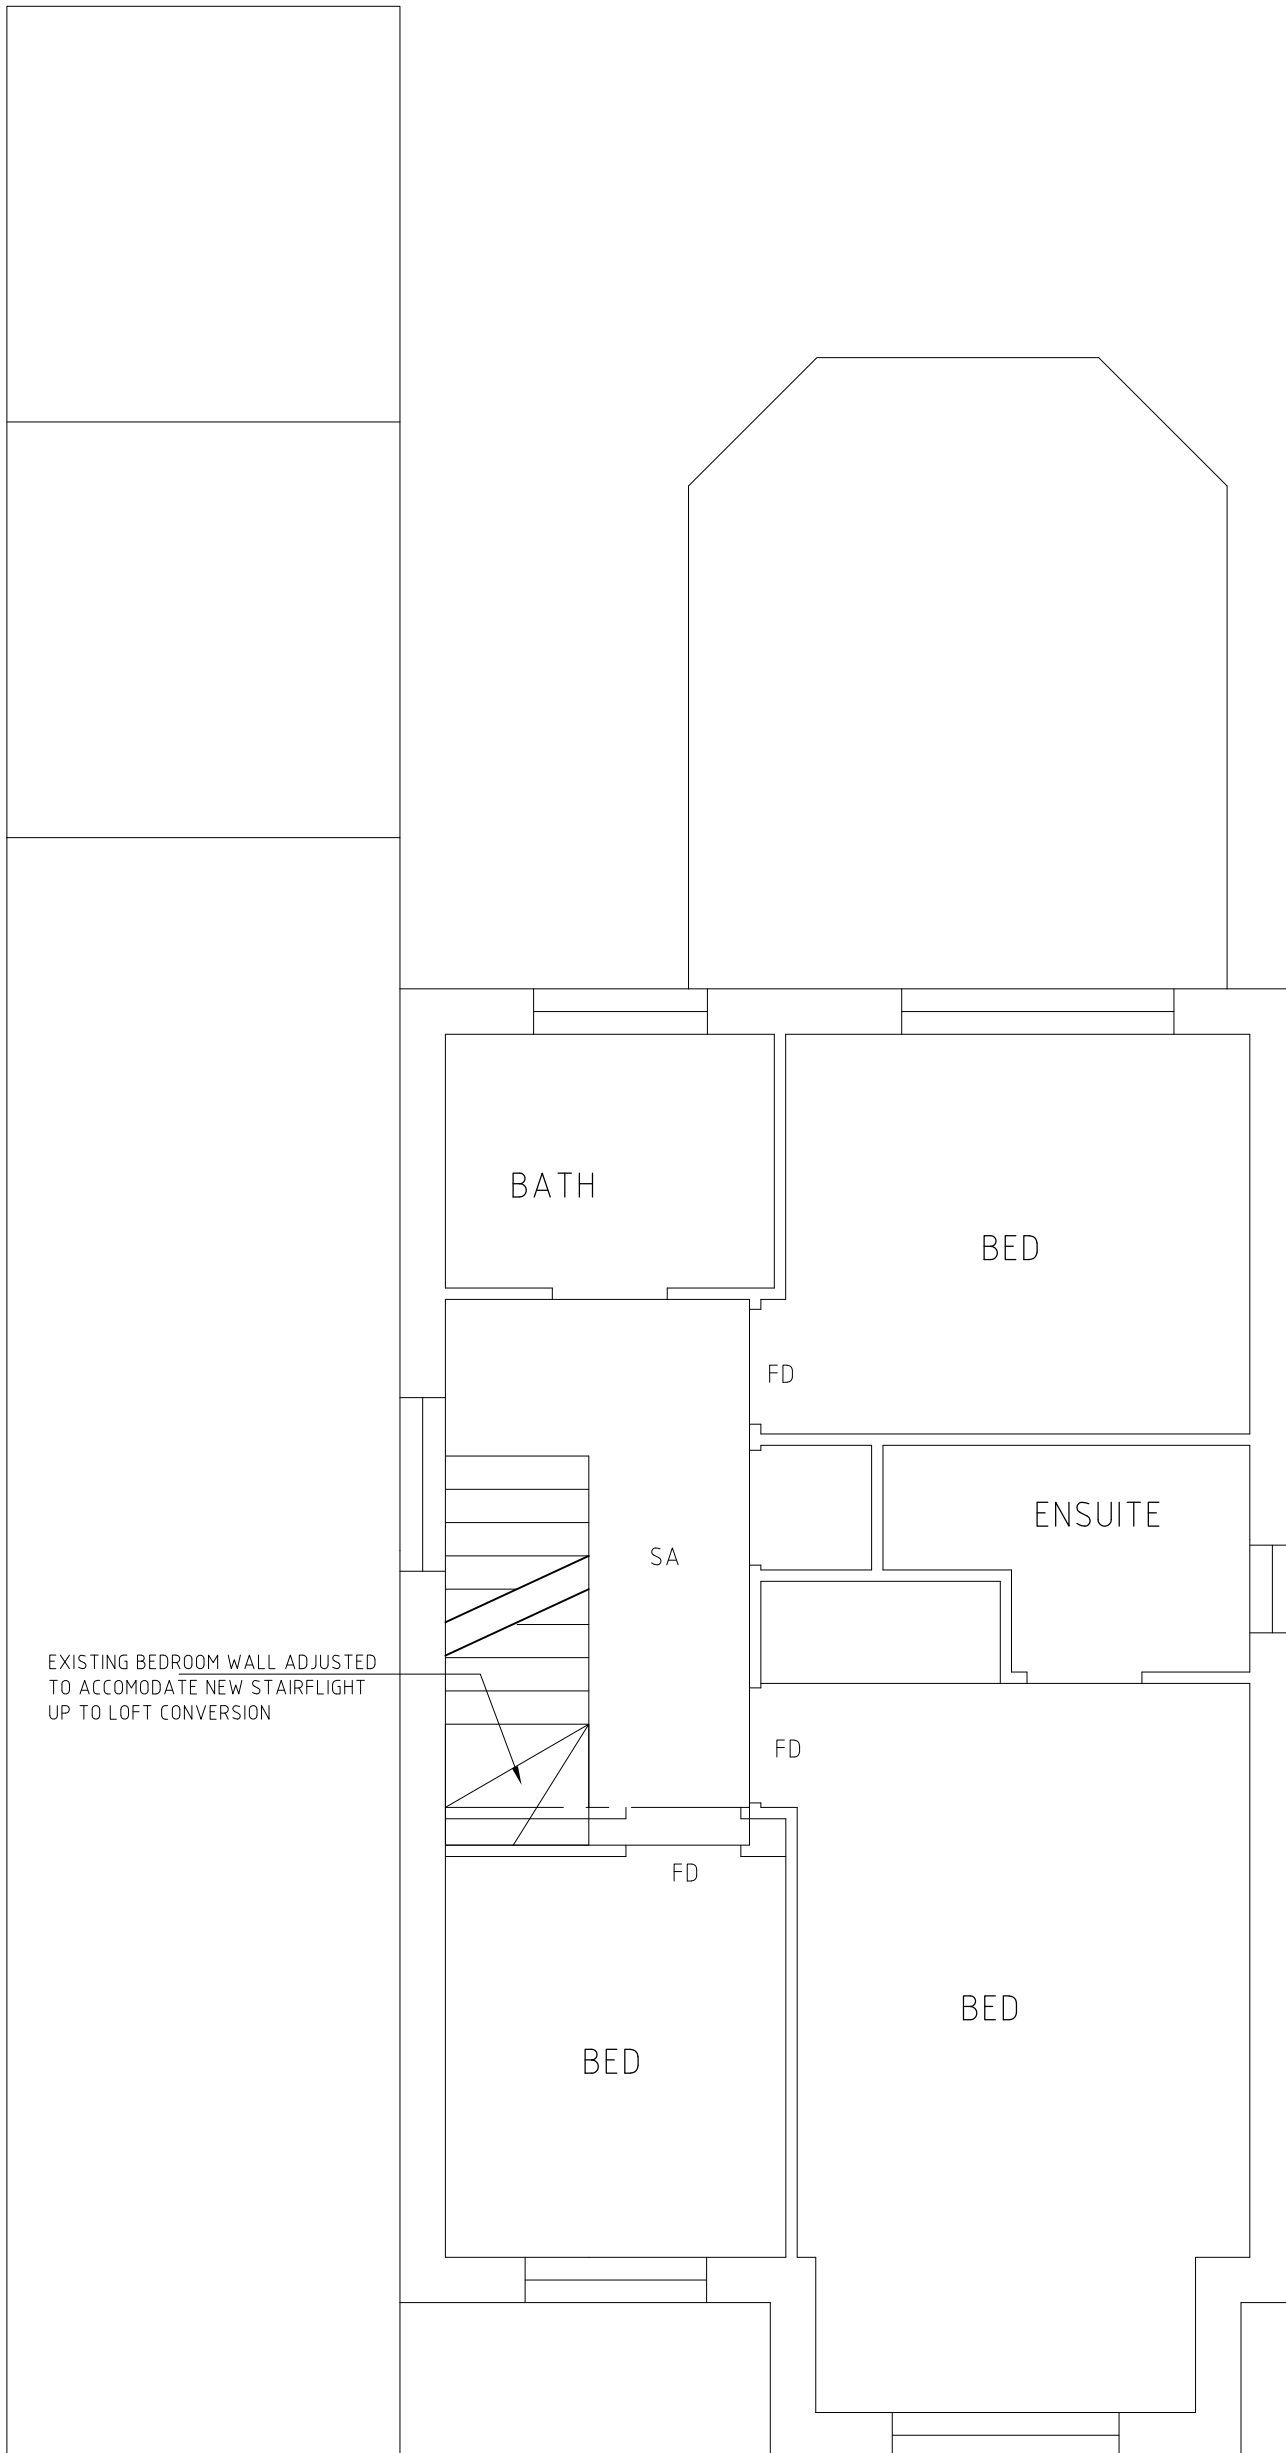 BATH
BED
FD
ENSUITE
SA
EXISTING BEDROOM WALL ADJUSTED
TO ACCOMODATE NEW STAIRFLIGHT
UP TO LOFT CONVERSION
FD
FD
BED
BED